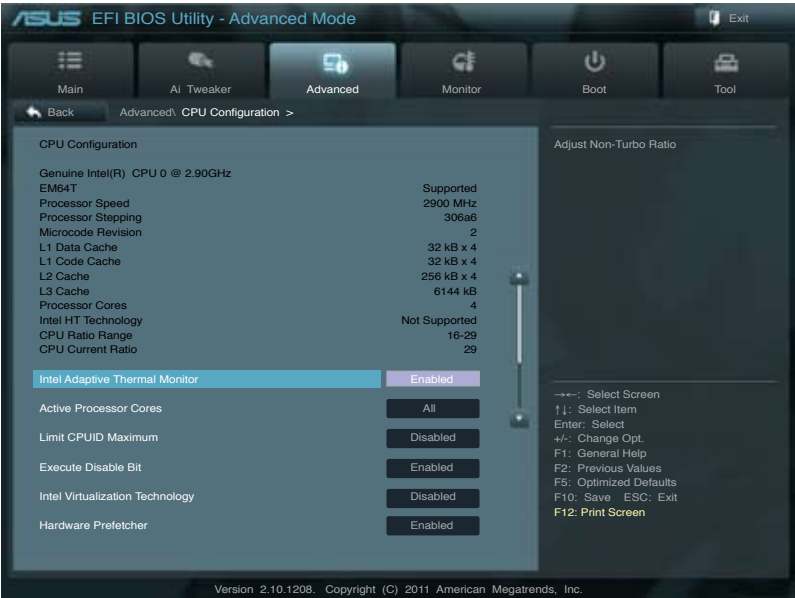 ASUS EFI BIOS Utility - Advanced Mode
Exit
Main Ai Tweaker Advanced Monitor Boot Tool
Back Advanced\ CPU Configuration >
CPU Configuration
Genuine Intel(R) CPU 0 @ 2.90GHz
EM64T Supported
Processor Speed 2900 MHz
Processor Stepping 306a6
Microcode Revision 2
L1 Data Cache 32 kB x 4
L1 Code Cache 32 kB x 4
L2 Cache 256 kB x 4
L3 Cache 6144 kB
Processor Cores 4
Intel HT Technology Not Supported
CPU Ratio Range 16-29
CPU Current Ratio 29
Intel Adaptive Thermal Monitor Enabled
Active Processor Cores All
Limit CPUID Maximum Disabled
Execute Disable Bit Enabled
Intel Virtualization Technology Disabled
Hardware Prefetcher Enabled
Adjust Non-Turbo Ratio
→←: Select Screen
↑↓: Select Item
Enter: Select
+/-: Change Opt.
F1: General Help
F2: Previous Values
F5: Optimized Defaults
F10: Save ESC: Exit
F12: Print Screen
Version 2.10.1208. Copyright (C) 2011 American Megatrends, Inc.